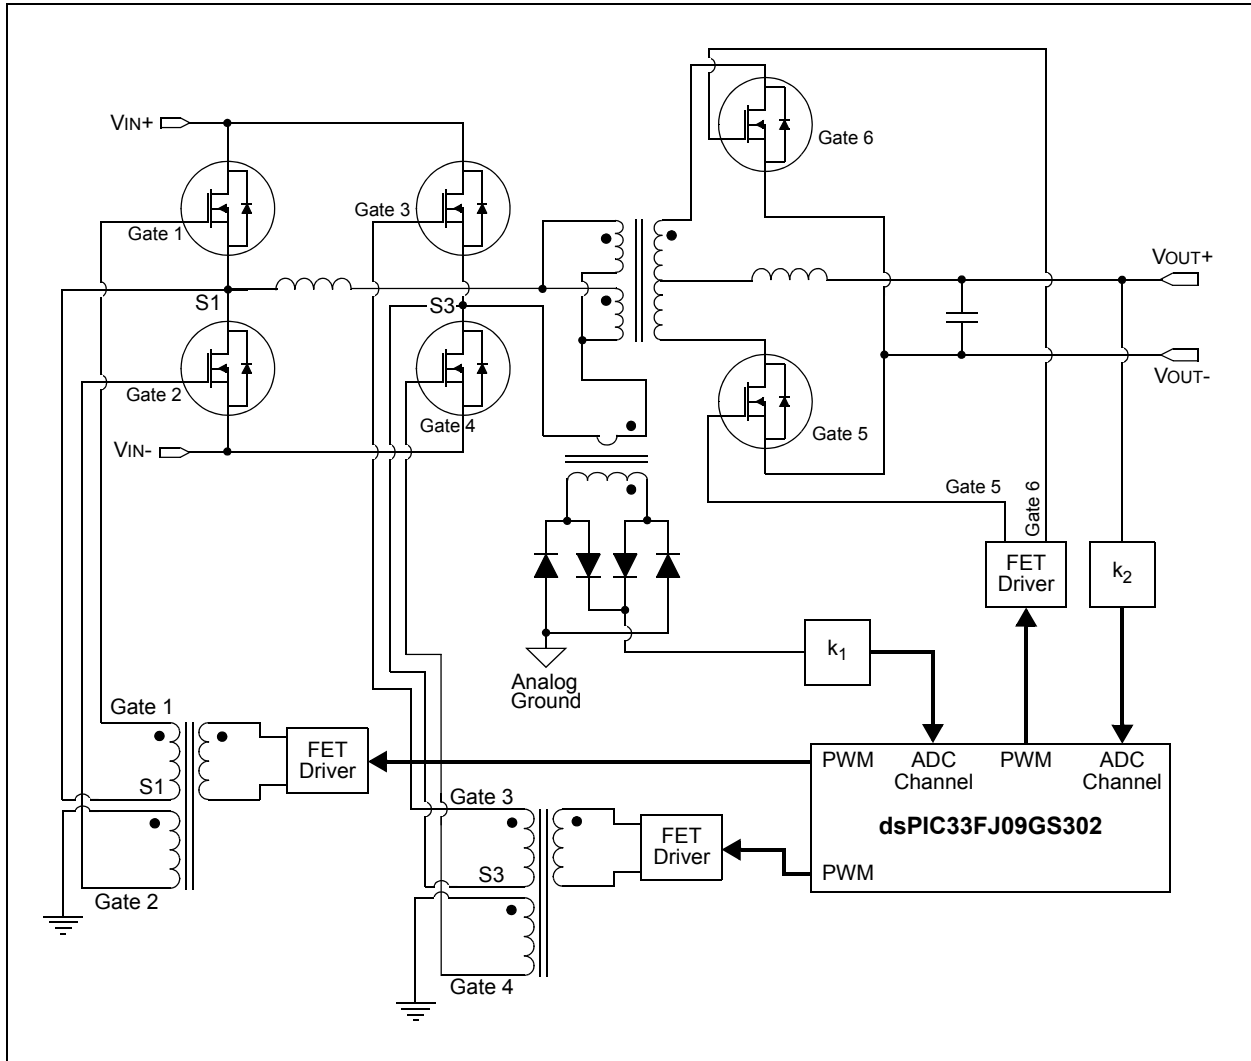 VIN+
Gate 1
S1
Gate 2
VIN-
Gate 3
S3
Gate 4
Gate 6
VOUT+
VOUT-
Gate 5
Gate 5
Gate 6
FET
Driver
k2
k1
Analog
Ground
Gate 1
S1
Gate 2
FET
Driver
Gate 3
S3
Gate 4
FET
Driver
PWM
ADC
Channel
PWM
ADC
Channel
dsPIC33FJ09GS302
PWM